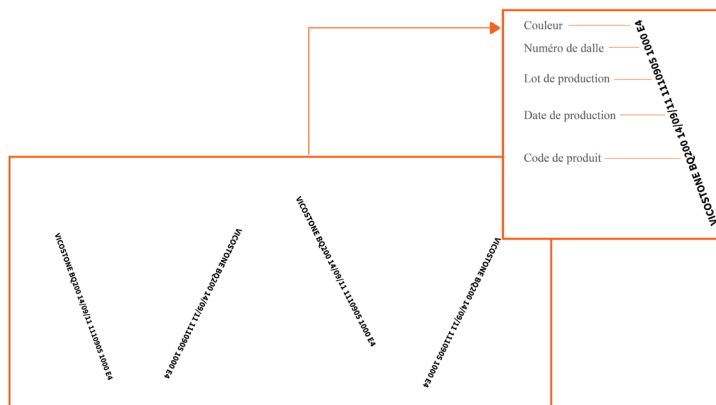 Couleur
Numéro de dalle
Lot de production
Date de production
Code de produit
VICOSTONE BQ200 14/09/11 1110905 1000 E4
VICOSTONE BQ200 14/09/11 1110905 1000 E4
VICOSTONE BQ200 14/09/11 1110905 1000 E4
VICOSTONE BQ200 14/09/11 1110905 1000 E4
VICOSTONE BQ200 14/09/11 1110905 1000 E4